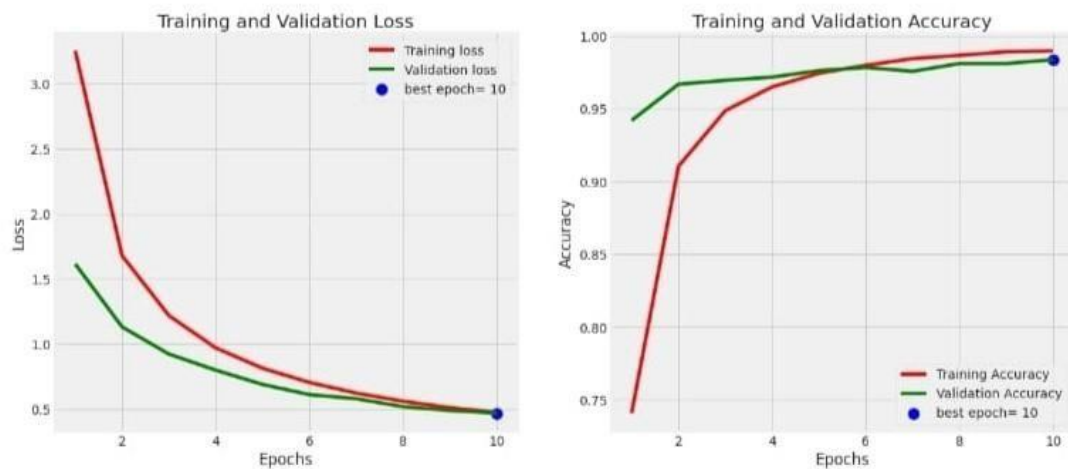 Training and Validation Loss
Training loss
Validation loss
best epoch= 10
3.0
2.5
2.0
1.5
1.0
0.5
Loss
2 4 6 8 10
Epochs
Training and Validation Accuracy
1.00
0.95
0.90
0.85
0.80
0.75
Accuracy
Training Accuracy
Validation Accuracy
best epoch= 10
2 4 6 8 10
Epochs